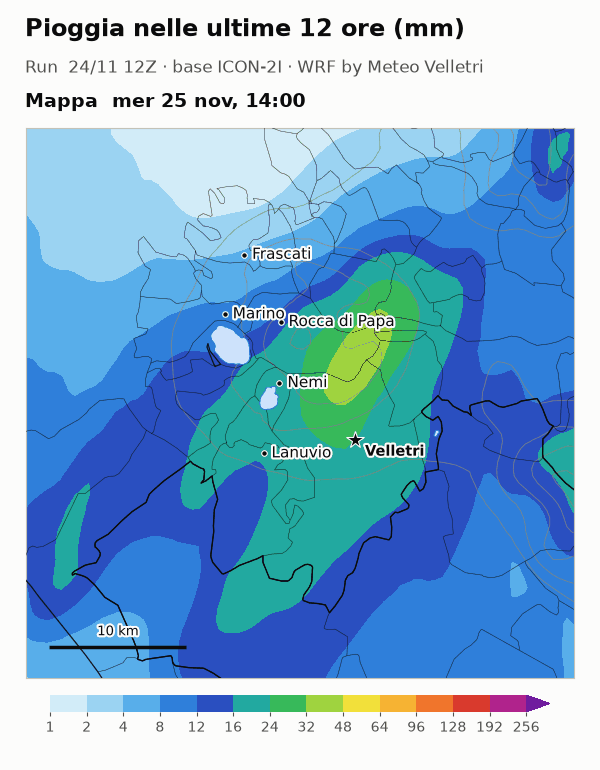 Pioggia nelle ultime 12 ore (mm)
Run  24/11 12Z · base ICON-2I · WRF by Meteo Velletri
Mappa  mer 25 nov, 14:00
Frascati
Marino
Rocca di Papa
Nemi
Velletri
Lanuvio
10 km
1 2 4 8 12 16 24 32 48 64 96 128 192 256